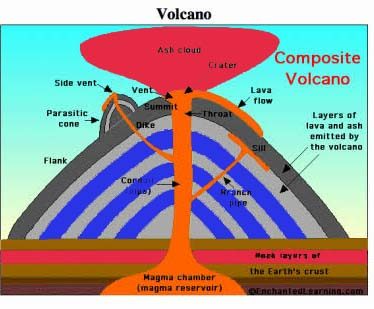 Volcano
Ash cloud
Crater
Composite
Volcano
Side vent
Vent
Lava
flow
Summit
Throat
Parasitic
cone
Dike
Layers of
lava and ash
emitted by
the volcano
Sill
Flank
Conduit
(pipe)
Branch
pipe
Rock layers of
the Earth's crust
Magma chamber
(magma reservoir)
©EnchantedLearning.com